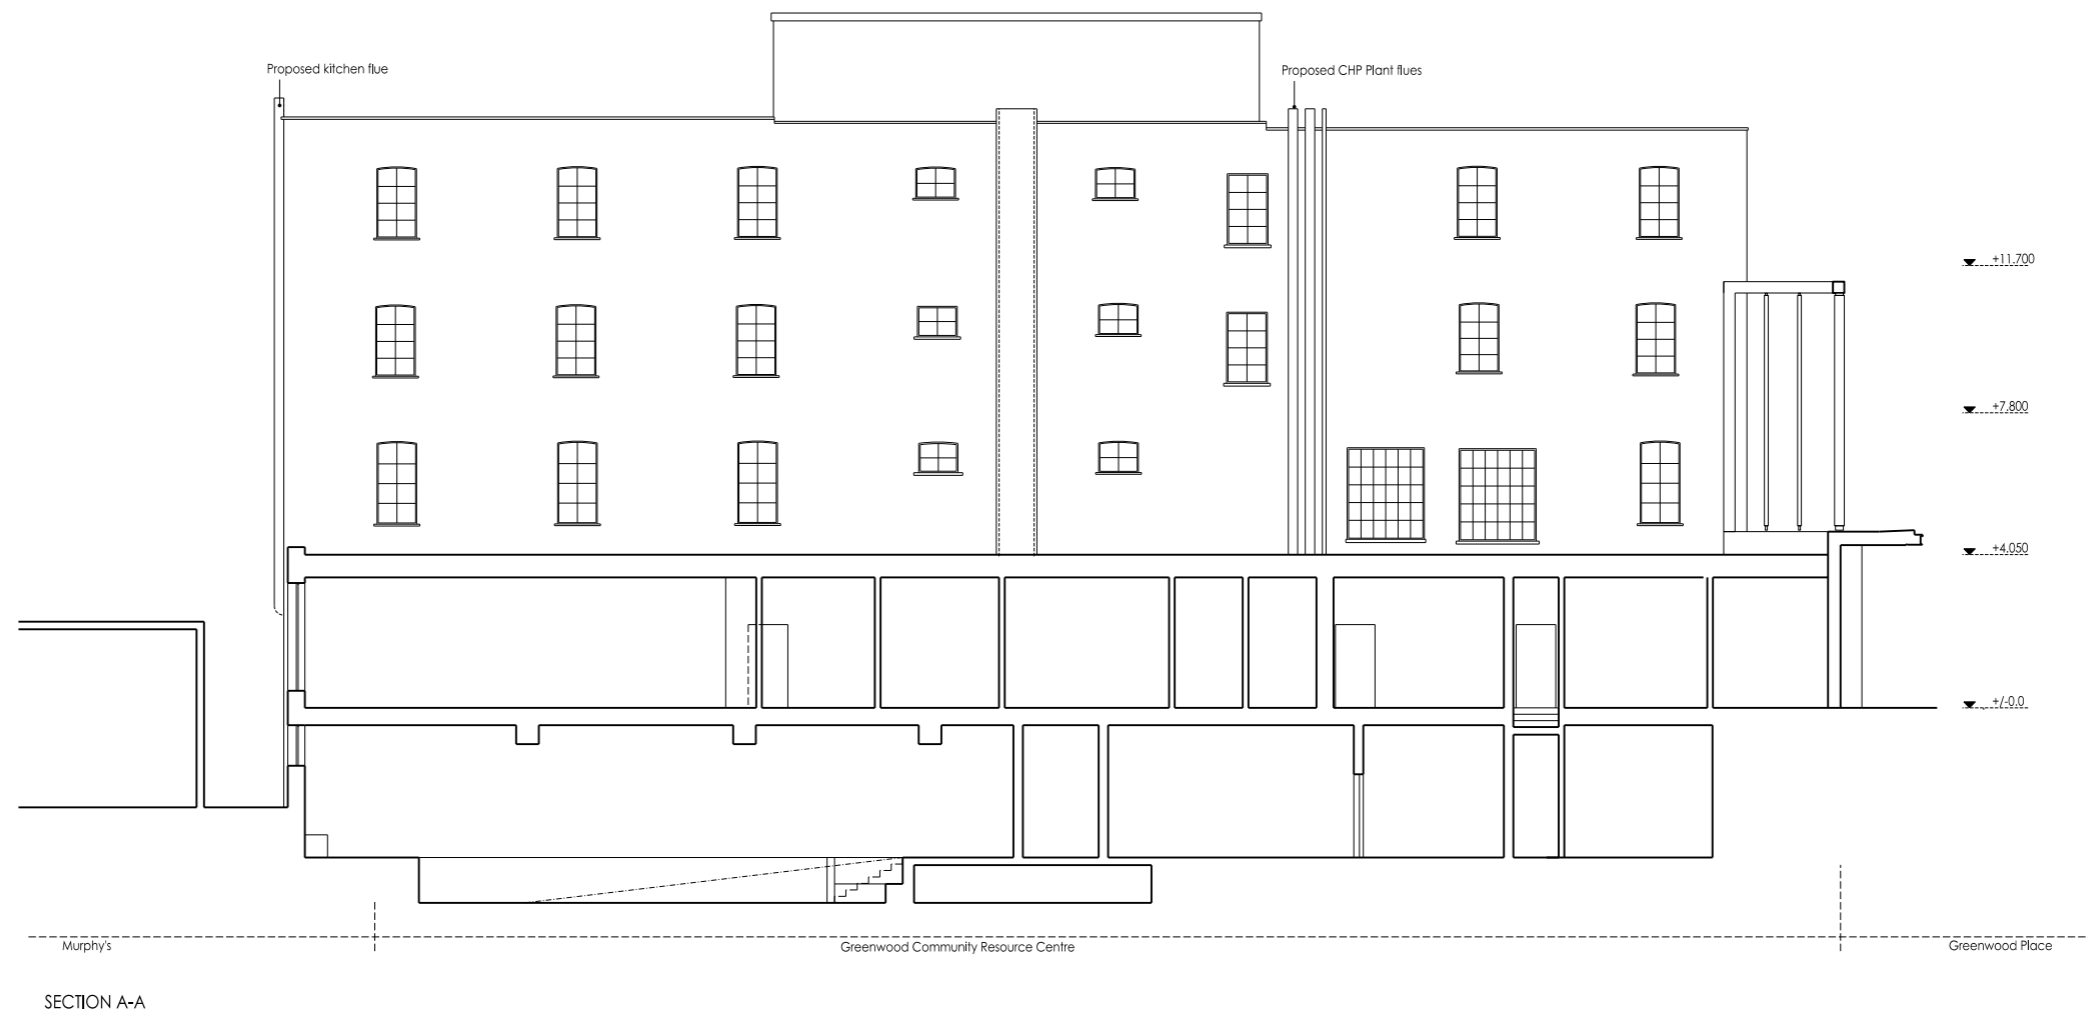 Proposed kitchen flue
Proposed CHP Plant flues
+11.700
+7.800
+4.050
+/-0.0
Murphy's
Greenwood Community Resource Centre
Greenwood Place
SECTION A-A